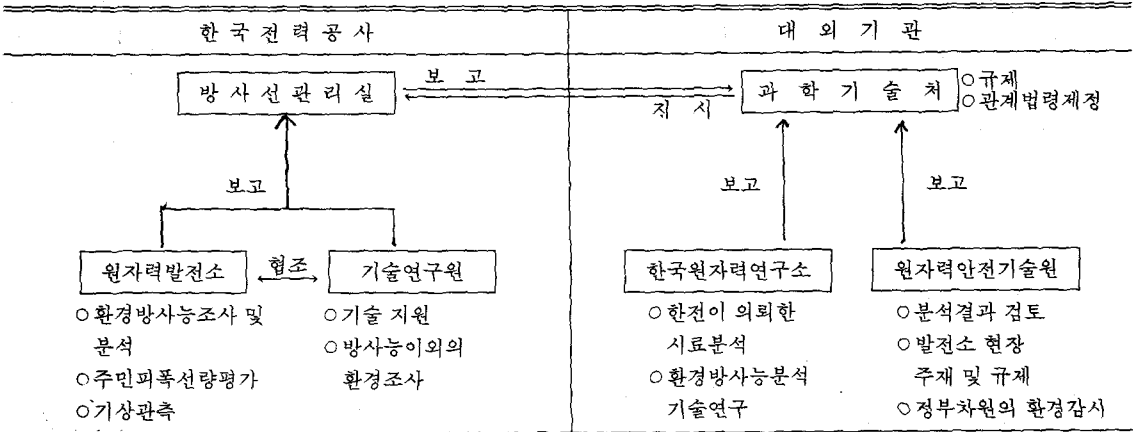 한국전력공사
대외기관
방사선관리실
보고
지시
과학기술처
○규제
○관계법령제정
보고
보고
보고
원자력발전소
협조
기술연구원
한국원자력연구소
원자력안전기술원
○환경방사능조사 및
분석
○주민피폭선량평가
○기상관측
○기술 지원
○방사능이외의
환경조사
○한전이 의뢰한
시료분석
○환경방사능분석
기술연구
○분석결과 검토
○발전소 현장
주재 및 규제
○정부차원의 환경감시